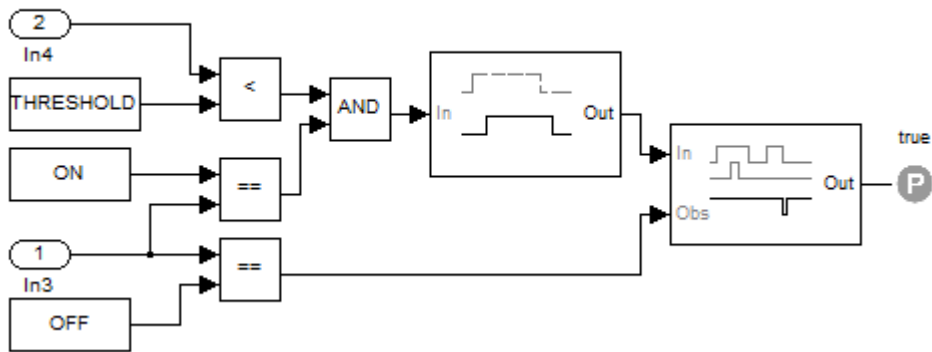 2
In4
THRESHOLD
<
AND
In
Out
true
In
Obs
Out
P
ON
==
1
In3
==
OFF